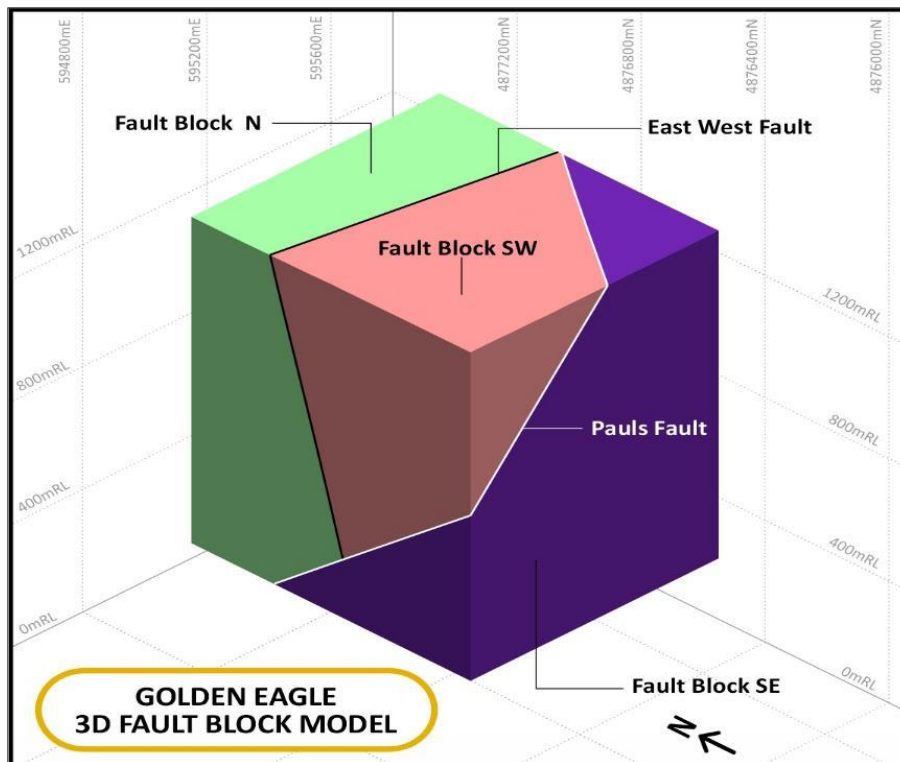 594800mE
595200mE
595600mE
4877200mN
4876800mN
4876400mN
4876000mN
Fault Block N
East West Fault
Fault Block SW
1200mRL
1200mRL
800mRL
Pauls Fault
800mRL
400mRL
400mRL
0mRL
0mRL
Fault Block SE
GOLDEN EAGLE
3D FAULT BLOCK MODEL
N